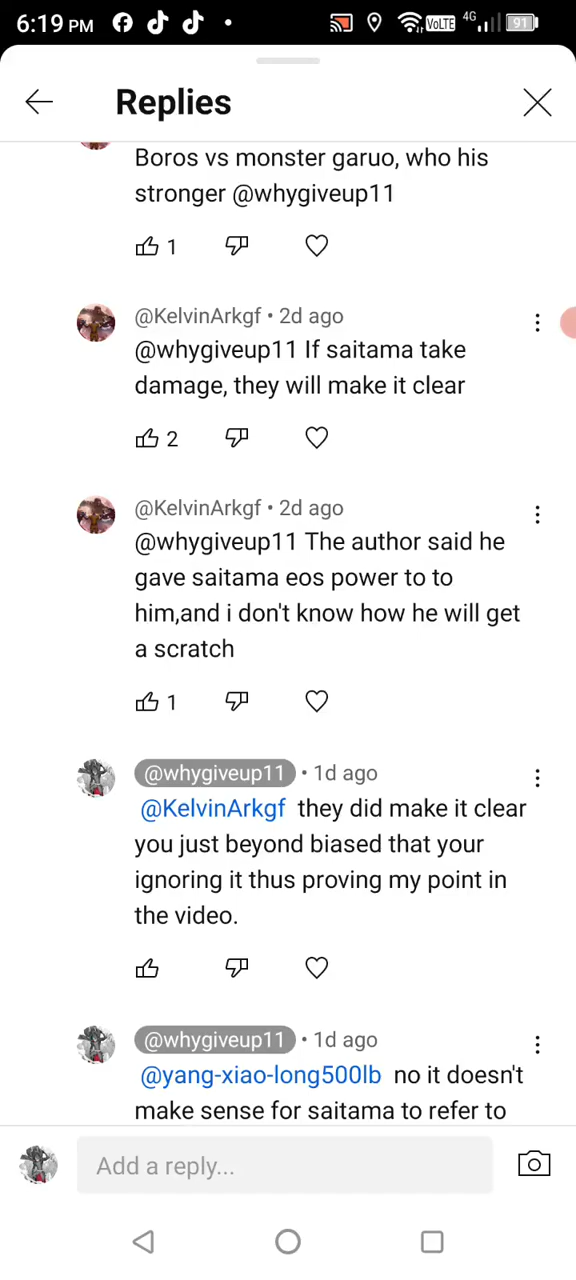 6:19 PM
VoLTE 4G 91
Replies
Boros vs monster garuo, who his
stronger @whygiveup11
1
@KelvinArkgf • 2d ago
@whygiveup11 If saitama take
damage, they will make it clear
2
@KelvinArkgf • 2d ago
@whygiveup11 The author said he
gave saitama eos power to to
him,and i don't know how he will get
a scratch
1
@whygiveup11 • 1d ago
@KelvinArkgf they did make it clear
you just beyond biased that your
ignoring it thus proving my point in
the video.
@whygiveup11 • 1d ago
@yang-xiao-long500lb no it doesn't
make sense for saitama to refer to
Add a reply...